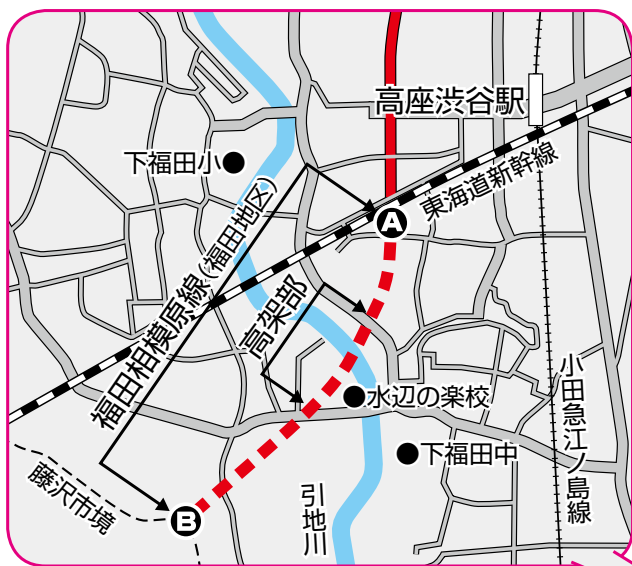 高座渋谷駅
下福田小
東海道新幹線
A
福田相模原線(福田地区)
高架部
水辺の楽校
小田急江ノ島線
下福田中
藤沢市境
B
引地川